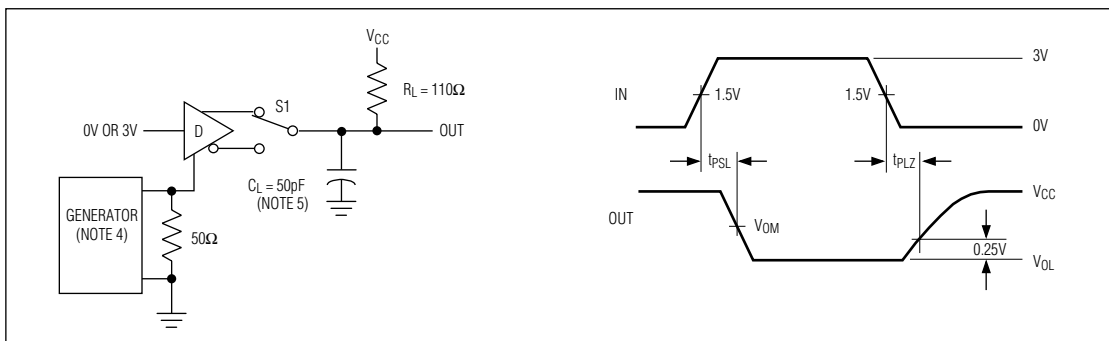 VCC
RL = 110Ω
S1
D
0V OR 3V
OUT
CL = 50pF
(NOTE 5)
GENERATOR
(NOTE 4)
50Ω
3V
IN
1.5V
1.5V
0V
tPSL
tPLZ
VCC
OUT
VOM
0.25V
VOL